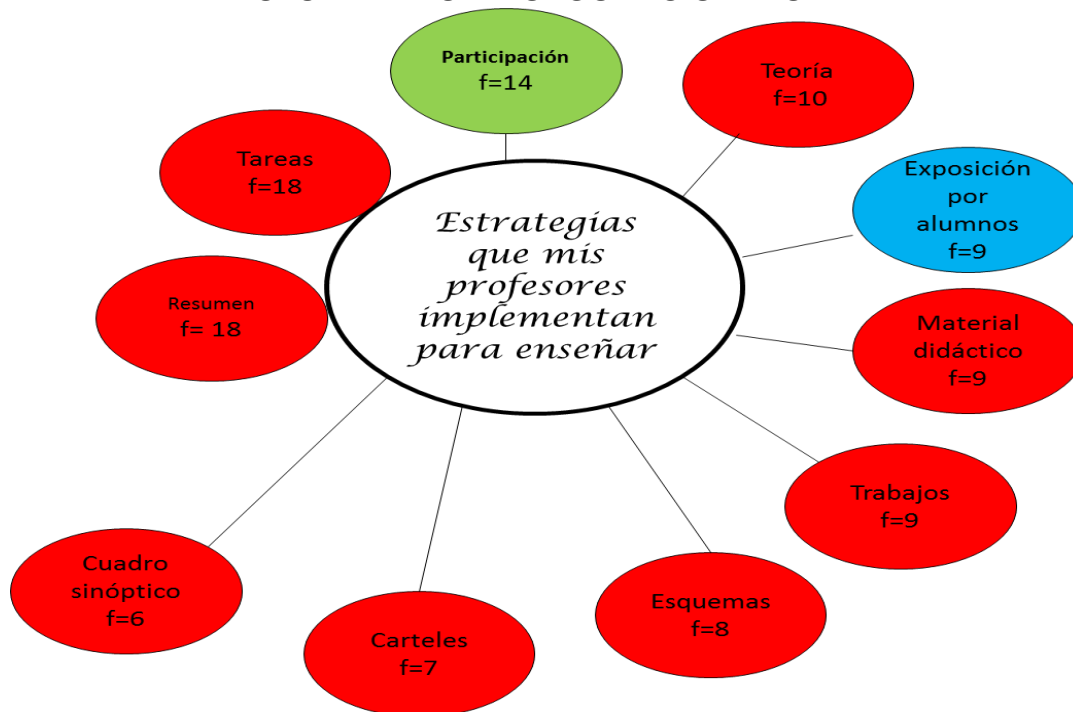 Participación
f=14
Teoría
f=10
Tareas
f=18
Exposición
por
alumnos
f=9
Estrategias
que mis
profesores
implementan
para enseñar
Resumen
f= 18
Material
didáctico
f=9
Trabajos
f=9
Cuadro
sinóptico
f=6
Esquemas
f=8
Carteles
f=7